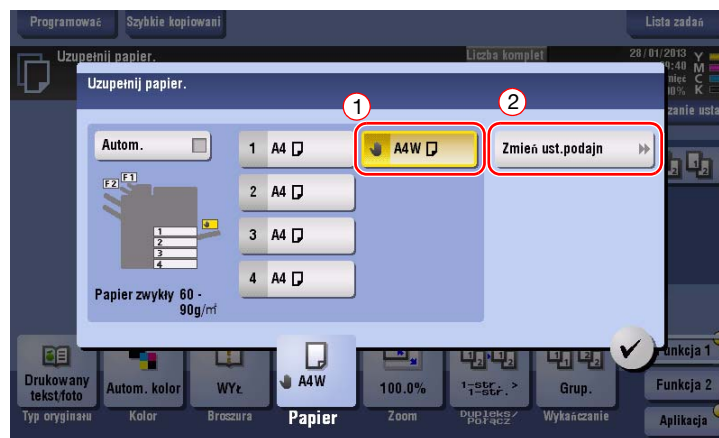 Programować
Szybkie kopiowani
Lista zadań
Uzupełnij papier.
Liczba komplet
28/01/2013
Y
M
C
K
Uzupełnij papier.
1
2
Autom.
1 A4
A4W
Zmień ust.podajn
F2 F1
2 A4
1
2
3
4
3 A4
4 A4
Papier zwykły 60 -
90g/m²
Drukowany
tekst/foto
Autom. kolor
WYŁ.
A4W
100.0%
1-str. >
1-str.
Grup.
Funkcja 1
Funkcja 2
Typ oryginału
Kolor
Broszura
Papier
Zoom
Dupleks/
Połącz
Wykańczanie
Aplikacja